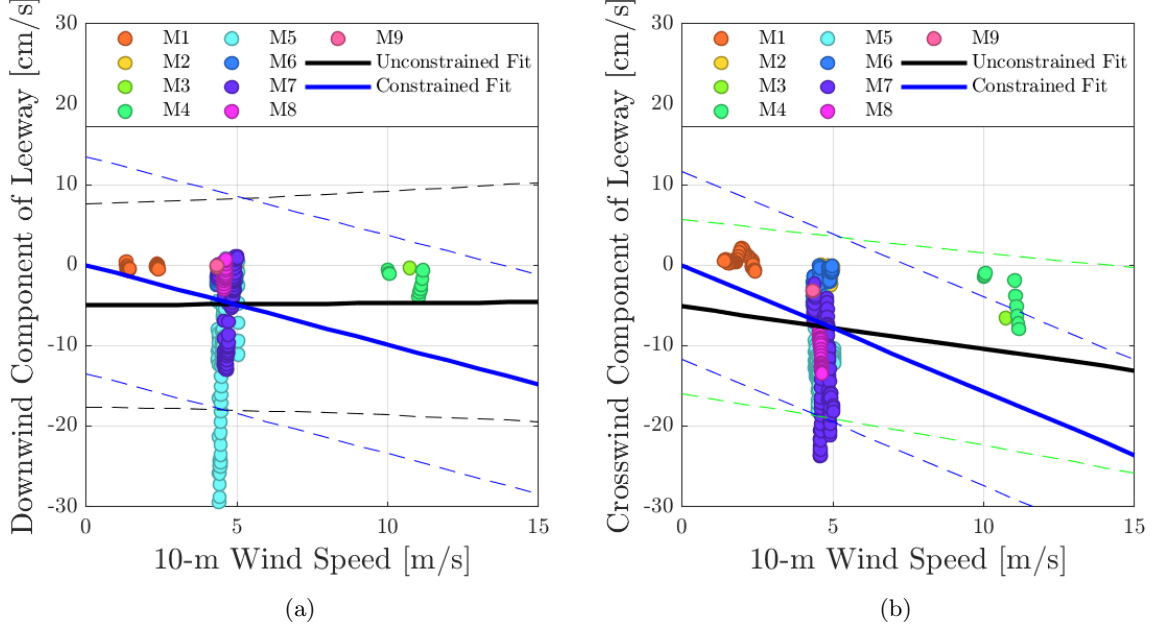 30
20
10
0
-10
-20
-30
0 5 10 15
Downwind Component of Leeway [cm/s]
10-m Wind Speed [m/s]
M1 M5 M9
M2 M6 Unconstrained Fit
M3 M7 Constrained Fit
M4 M8
(a)
30
20
10
0
-10
-20
-30
0 5 10 15
Crosswind Component of Leeway [cm/s]
10-m Wind Speed [m/s]
M1 M5 M9
M2 M6 Unconstrained Fit
M3 M7 Constrained Fit
M4 M8
(b)